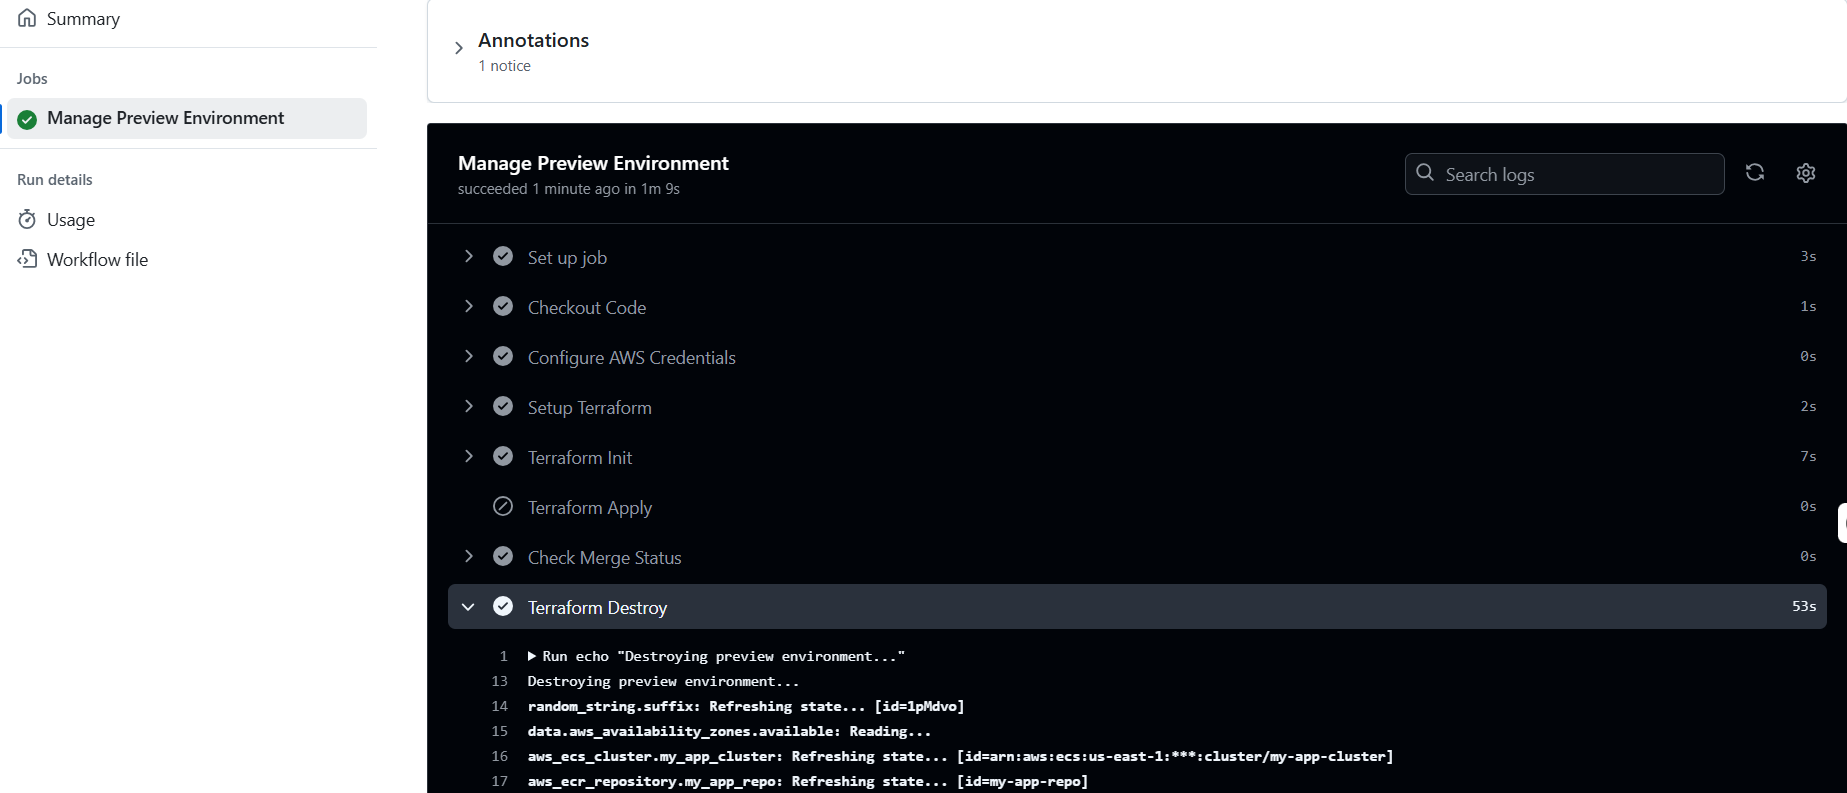 Summary
Jobs
Manage Preview Environment
Run details
Usage
Workflow file
Annotations
1 notice
Manage Preview Environment
succeeded 1 minute ago in 1m 9s
Search logs
Set up job 3s
Checkout Code 1s
Configure AWS Credentials 0s
Setup Terraform 2s
Terraform Init 7s
Terraform Apply 0s
Check Merge Status 0s
Terraform Destroy 53s
1 Run echo "Destroying preview environment..."
13 Destroying preview environment...
14 random_string.suffix: Refreshing state... [id=1pMdvo]
15 data.aws_availability_zones.available: Reading...
16 aws_ecs_cluster.my_app_cluster: Refreshing state... [id=arn:aws:ecs:us-east-1:***:cluster/my-app-cluster]
17 aws_ecr_repository.my_app_repo: Refreshing state... [id=my-app-repo]